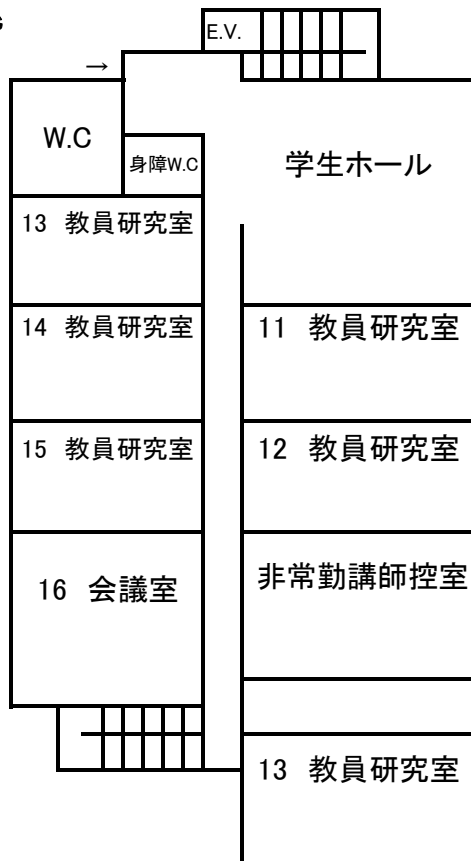 E.V.
→
W.C
身障W.C
学生ホール
13 教員研究室
14 教員研究室
11 教員研究室
15 教員研究室
12 教員研究室
16 会議室
非常勤講師控室
13 教員研究室